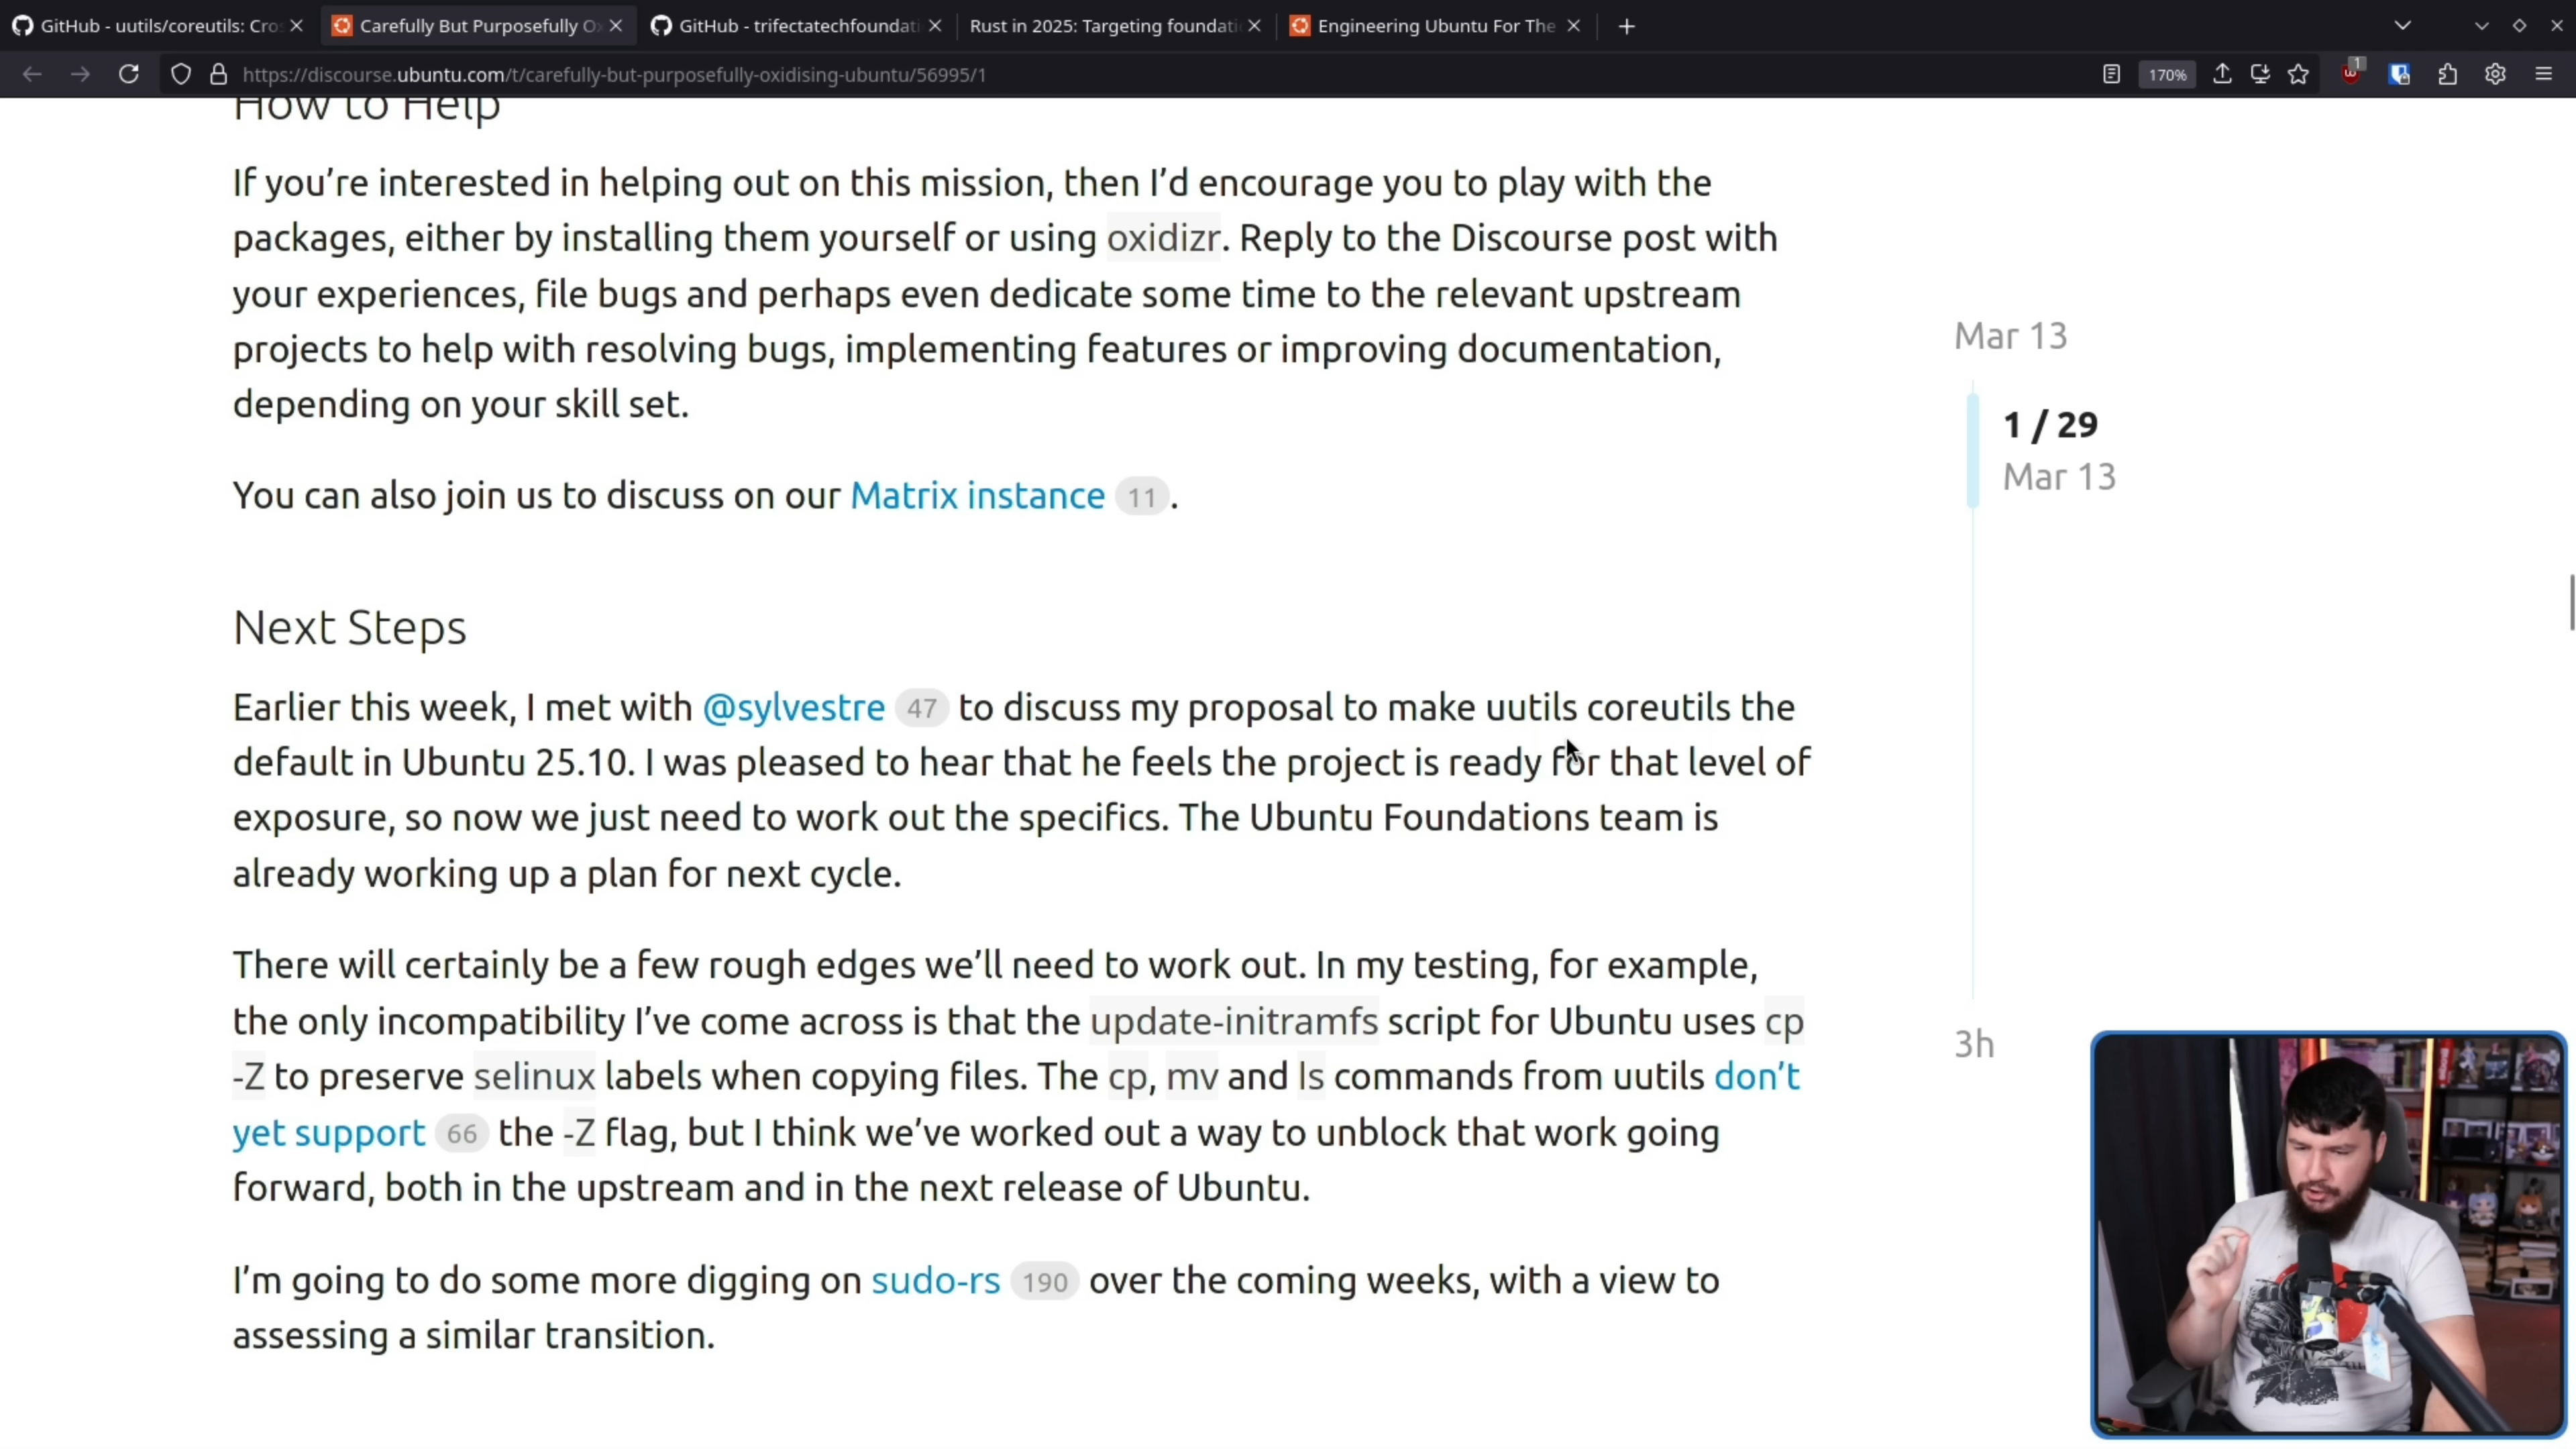 GitHub - uutils/coreutils: Cro
Carefully But Purposefully O
GitHub - trifectatechfoundati
Rust in 2025: Targeting foundati
Engineering Ubuntu For The
https://discourse.ubuntu.com/t/carefully-but-purposefully-oxidising-ubuntu/56995/1
170%
1
How to Help
If you’re interested in helping out on this mission, then I’d encourage you to play with the
packages, either by installing them yourself or using oxidizr. Reply to the Discourse post with
your experiences, file bugs and perhaps even dedicate some time to the relevant upstream
projects to help with resolving bugs, implementing features or improving documentation,
depending on your skill set.
You can also join us to discuss on our Matrix instance 11 .
Next Steps
Earlier this week, I met with @sylvestre 47 to discuss my proposal to make uutils coreutils the
default in Ubuntu 25.10. I was pleased to hear that he feels the project is ready for that level of
exposure, so now we just need to work out the specifics. The Ubuntu Foundations team is
already working up a plan for next cycle.
There will certainly be a few rough edges we’ll need to work out. In my testing, for example,
the only incompatibility I’ve come across is that the update-initramfs script for Ubuntu uses cp
-Z to preserve selinux labels when copying files. The cp, mv and ls commands from uutils don’t
yet support 66 the -Z flag, but I think we’ve worked out a way to unblock that work going
forward, both in the upstream and in the next release of Ubuntu.
I’m going to do some more digging on sudo-rs 190 over the coming weeks, with a view to
assessing a similar transition.
Mar 13
1 / 29
Mar 13
3h